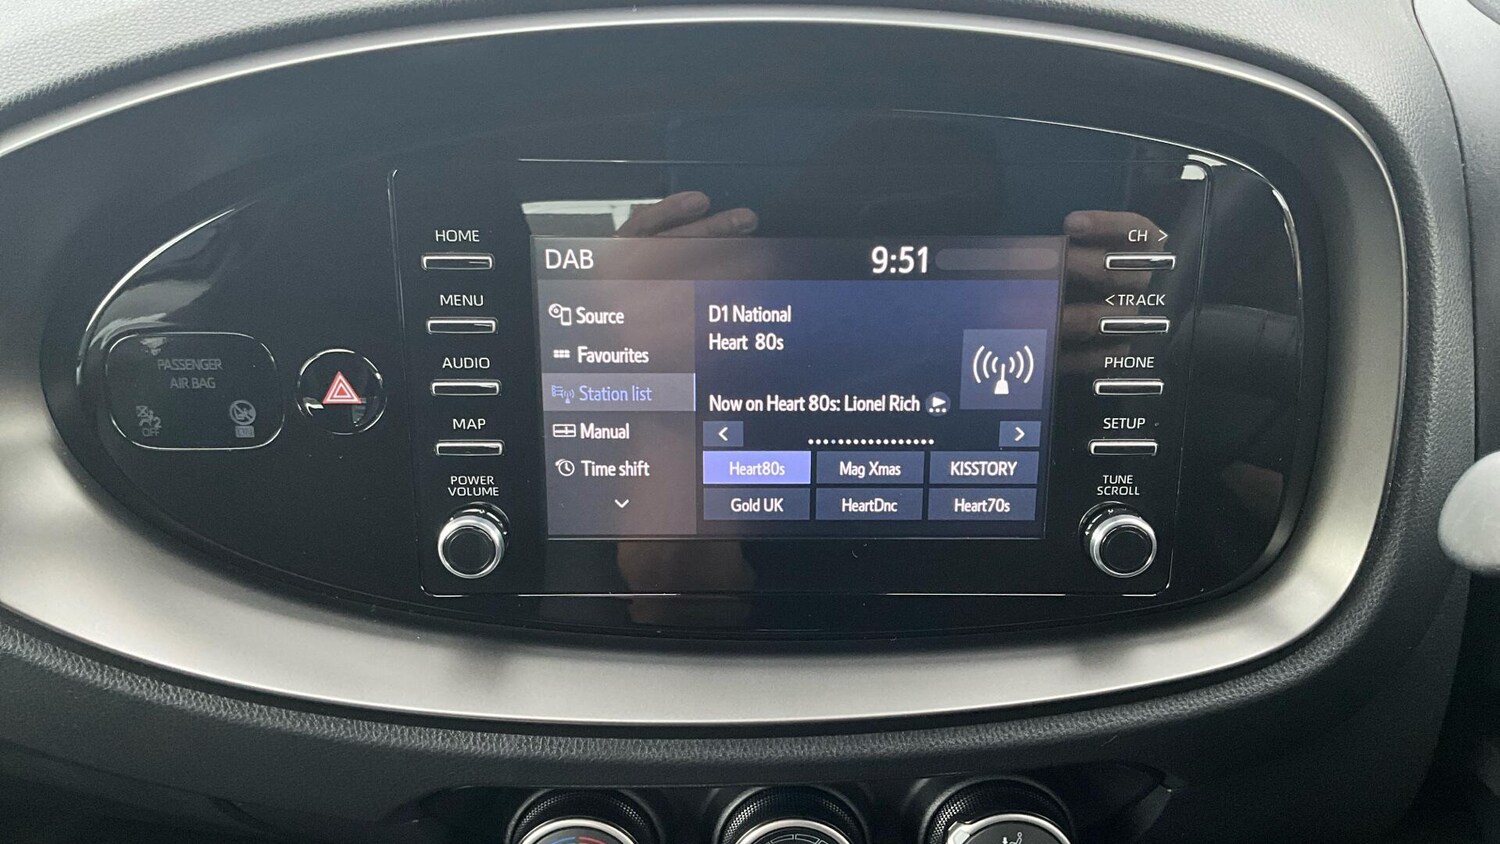 PASSENGER
AIR BAG
OFF
HOME
MENU
AUDIO
MAP
POWER
VOLUME
DAB
9:51
Source
Favourites
Station list
Manual
Time shift
D1 National
Heart 80s
Now on Heart 80s: Lionel Rich
<
>
Heart80s
Mag Xmas
KISSTORY
Gold UK
HeartDnc
Heart70s
CH >
< TRACK
PHONE
SETUP
TUNE
SCROLL